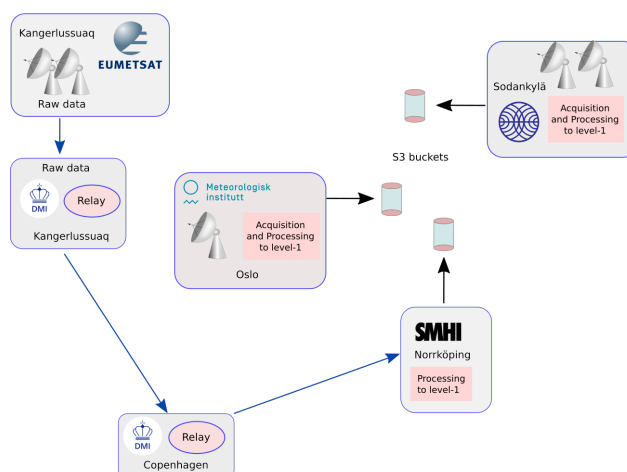 Kangerlussuaq
EUMETSAT
Raw data
Sodankylä
Acquisition
and Processing
to level-1
S3 buckets
Raw data
DMI
Relay
Kangerlussuaq
Meteorologisk
institutt
Acquisition
and Processing
to level-1
Oslo
SMHI
Norrköping
Processing
to level-1
DMI
Relay
Copenhagen